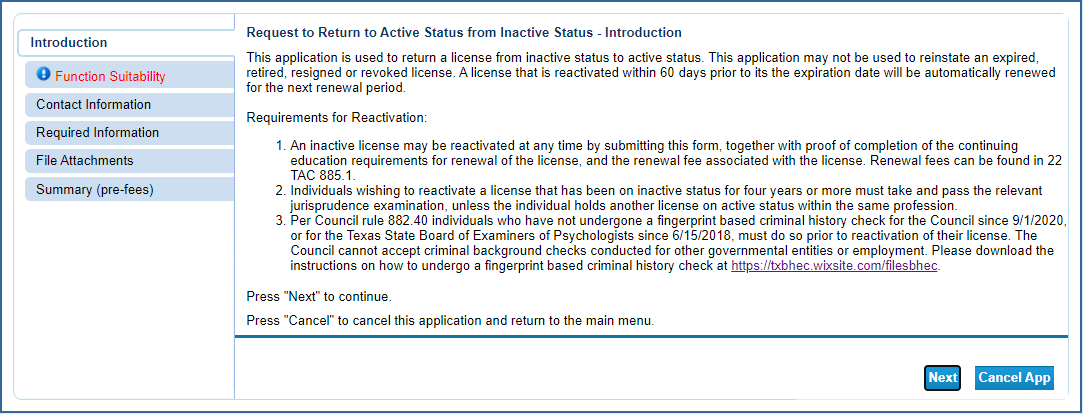 Introduction
Function Suitability
Contact Information
Required Information
File Attachments
Summary (pre-fees)
Request to Return to Active Status from Inactive Status - Introduction
This application is used to return a license from inactive status to active status. This application may not be used to reinstate an expired,
retired, resigned or revoked license. A license that is reactivated within 60 days prior to its the expiration date will be automatically renewed
for the next renewal period.
Requirements for Reactivation:
1. An inactive license may be reactivated at any time by submitting this form, together with proof of completion of the continuing
education requirements for renewal of the license, and the renewal fee associated with the license. Renewal fees can be found in 22
TAC 885.1.
2. Individuals wishing to reactivate a license that has been on inactive status for four years or more must take and pass the relevant
jurisprudence examination, unless the individual holds another license on active status within the same profession.
3. Per Council rule 882.40 individuals who have not undergone a fingerprint based criminal history check for the Council since 9/1/2020,
or for the Texas State Board of Examiners of Psychologists since 6/15/2018, must do so prior to reactivation of their license. The
Council cannot accept criminal background checks conducted for other governmental entities or employment. Please download the
instructions on how to undergo a fingerprint based criminal history check at https://txbhec.wixsite.com/filesbhec.
Press "Next" to continue.
Press "Cancel" to cancel this application and return to the main menu.
Next
Cancel App